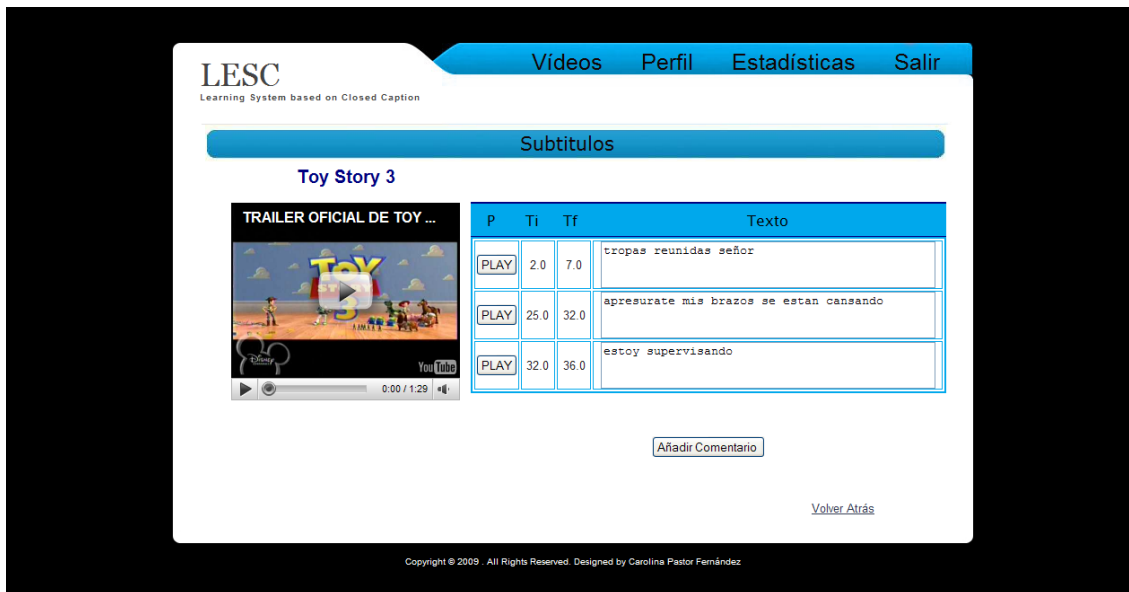 Vídeos Perfil Estadísticas Salir
LESC
Learning System based on Closed Caption
Subtitulos
Toy Story 3
TRAILER OFICIAL DE TOY ...
TOY
STORY
3
Disney
YouTube
0:00 / 1:29
P Ti Tf Texto
PLAY 2.0 7.0 tropas reunidas señor
PLAY 25.0 32.0 apresurate mis brazos se estan cansando
PLAY 32.0 36.0 estoy supervisando
Añadir Comentario
Volver Atrás
Copyright © 2009 . All Rights Reserved. Designed by Carolina Pastor Fernández